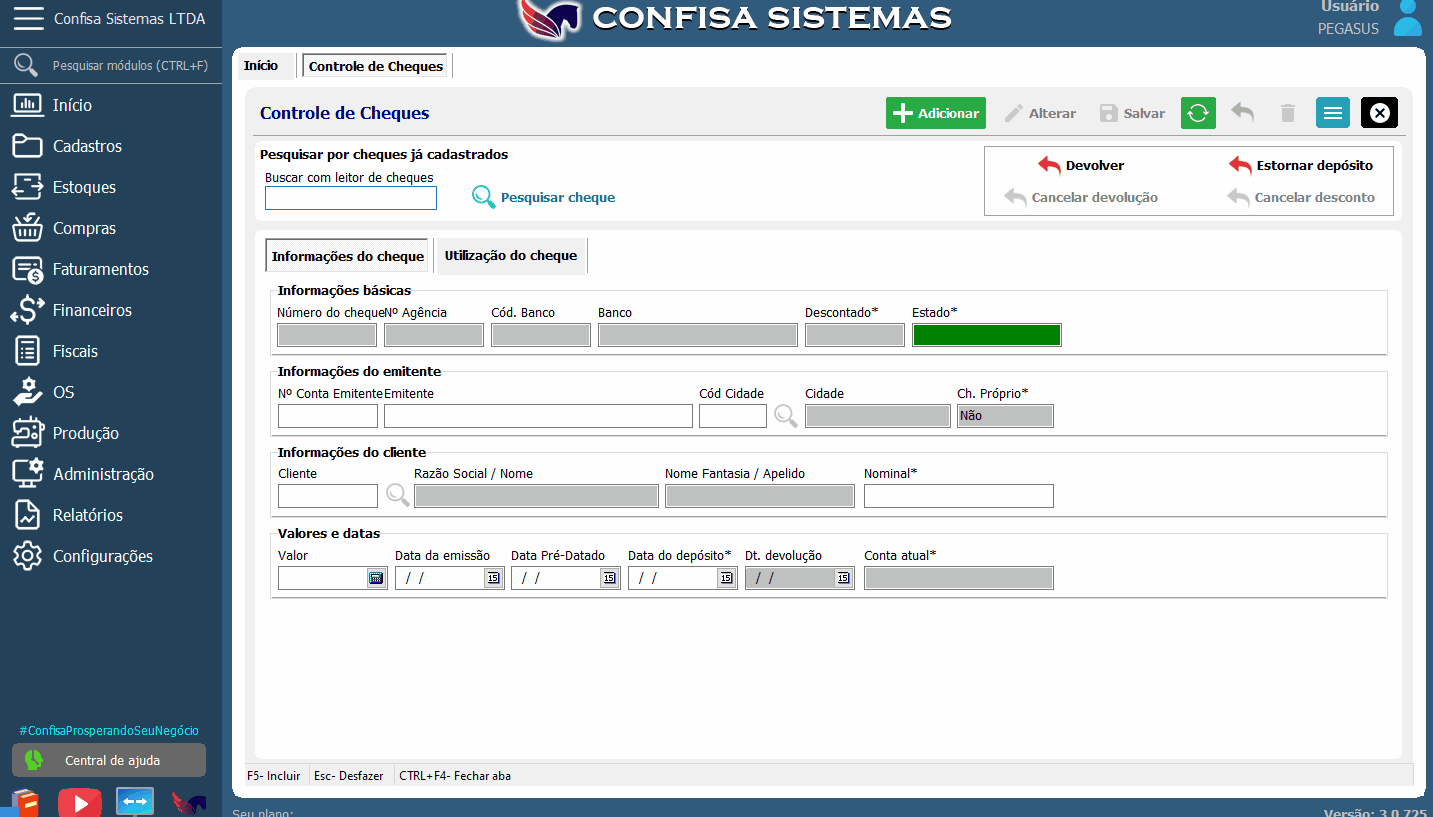 Confisa Sistemas LTDA
CONFISA SISTEMAS
Usuário
PEGASUS
Pesquisar módulos (CTRL+F)
Início
Cadastros
Estoques
Compras
Faturamentos
Financeiros
Fiscais
OS
Produção
Administração
Relatórios
Configurações
#ConfisaProsperandoSeuNegócio
Central de ajuda
Início
Controle de Cheques
Controle de Cheques
Adicionar
Alterar
Salvar
Pesquisar por cheques já cadastrados
Buscar com leitor de cheques
Pesquisar cheque
Devolver
Estornar depósito
Cancelar devolução
Cancelar desconto
Informações do cheque
Utilização do cheque
Informações básicas
Número do cheque Nº Agência Cód. Banco Banco Descontado* Estado*
Informações do emitente
Nº Conta Emitente Emitente Cód Cidade Cidade Ch. Próprio*
Não
Informações do cliente
Cliente Razão Social / Nome Nome Fantasia / Apelido Nominal*
Valores e datas
Valor Data da emissão Data Pré-Datado Data do depósito* Dt. devolução Conta atual*
/ / 15 / / 15 / / 15 / / 15
F5- Incluir Esc- Desfazer CTRL+F4- Fechar aba
Seu plano:
Versão: 3.0.725